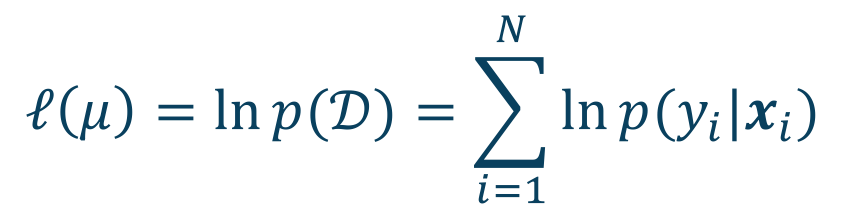 ℓ(μ) = ln p(𝒟) = ∑_{i=1}^{N} ln p(y_i|𝒙_i)